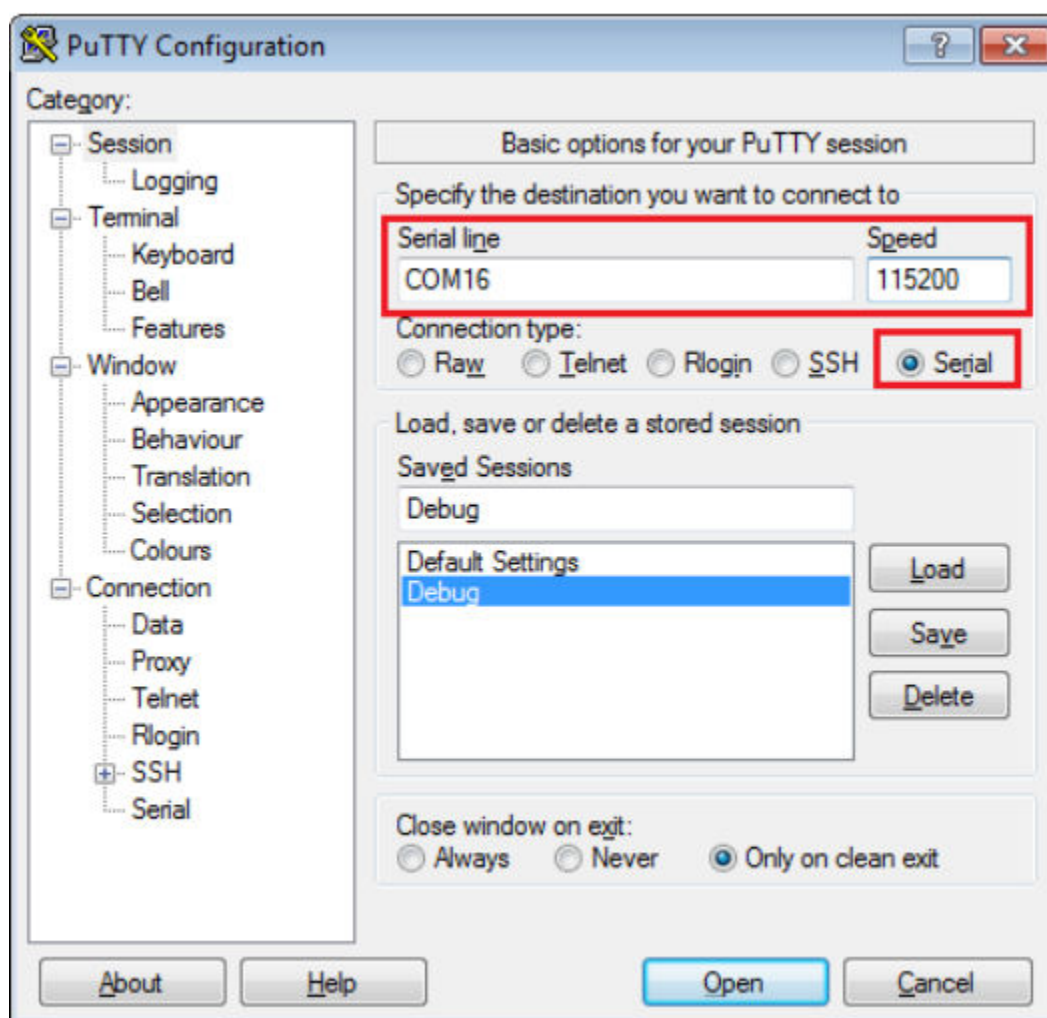 PuTTY Configuration
Category:
Session
Logging
Terminal
Keyboard
Bell
Features
Window
Appearance
Behaviour
Translation
Selection
Colours
Connection
Data
Proxy
Telnet
Rlogin
SSH
Serial
Basic options for your PuTTY session
Specify the destination you want to connect to
Serial line Speed
COM16 115200
Connection type:
Raw Telnet Rlogin SSH Serial
Load, save or delete a stored session
Saved Sessions
Debug
Default Settings
Debug
Load
Save
Delete
Close window on exit:
Always Never Only on clean exit
About Help Open Cancel